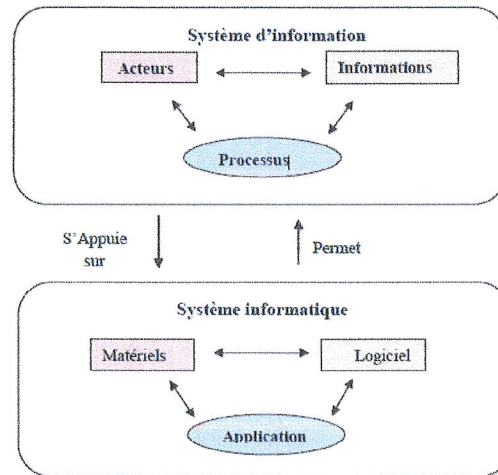 Système d'information
Acteurs
Informations
Processus
S'Appuie
sur
Permet
Système informatique
Matériels
Logiciel
Application